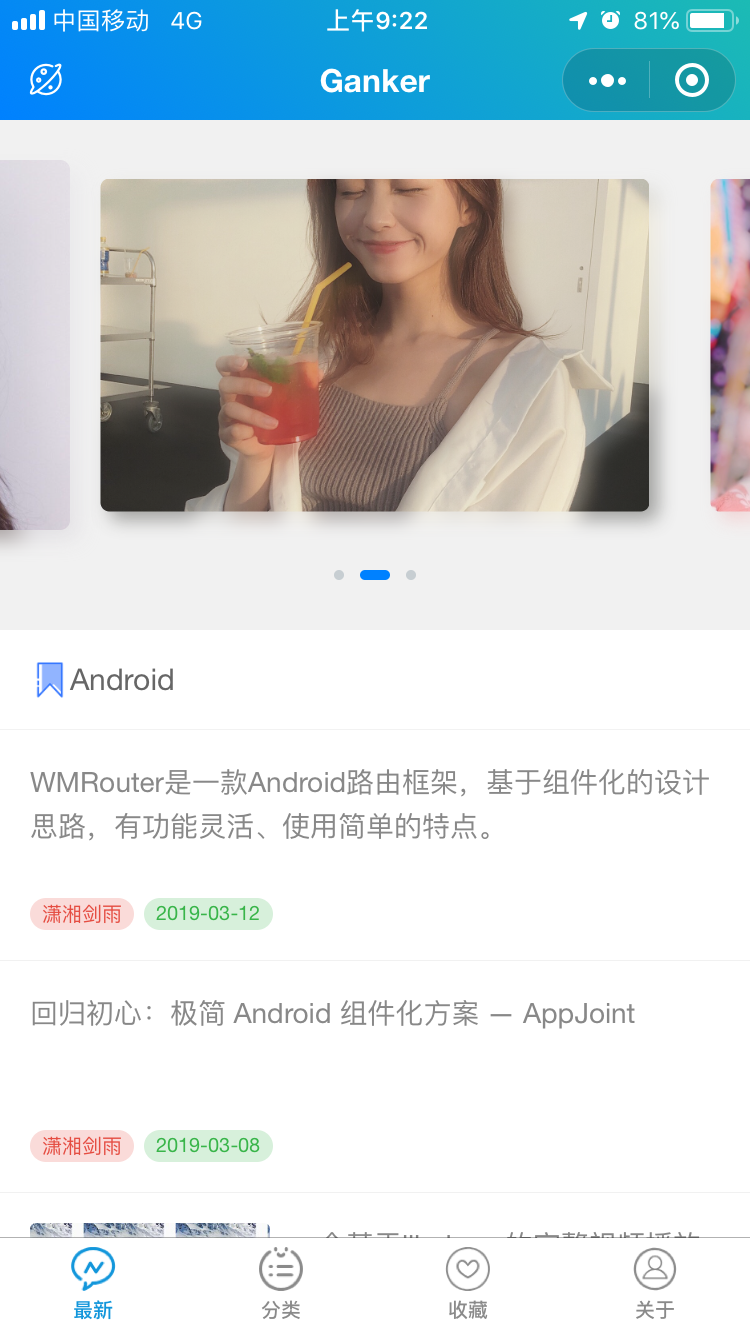 中国移动 4G 上午9:22 81%
Ganker
Android
WMRouter是一款Android路由框架，基于组件化的设计
思路，有功能灵活、使用简单的特点。
潇湘剑雨 2019-03-12
回归初心：极简 Android 组件化方案 — AppJoint
潇湘剑雨 2019-03-08
最新 分类 收藏 关于